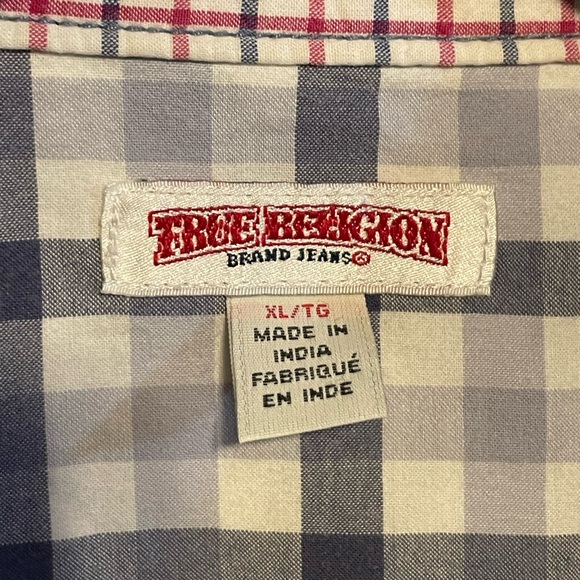 TRUE RELIGION
BRAND JEANS
XL/TG
MADE IN
INDIA
FABRIQUÉ
EN INDE